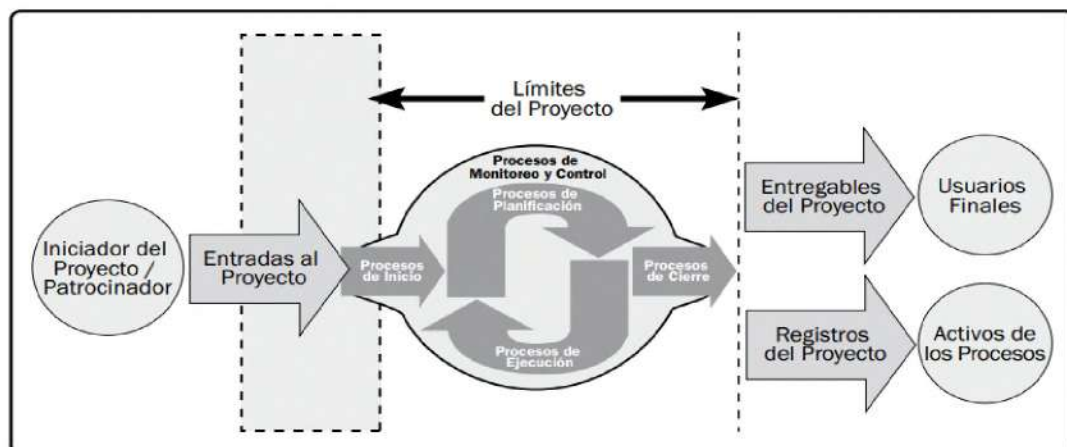 Límites
del Proyecto
Procesos de
Monitoreo y Control
Procesos de
Planificación
Iniciador del
Proyecto /
Patrocinador
Entradas al
Proyecto
Procesos
de Inicio
Procesos
de Cierre
Procesos de
Ejecución
Entregables
del Proyecto
Usuarios
Finales
Registros
del Proyecto
Activos de
los Procesos